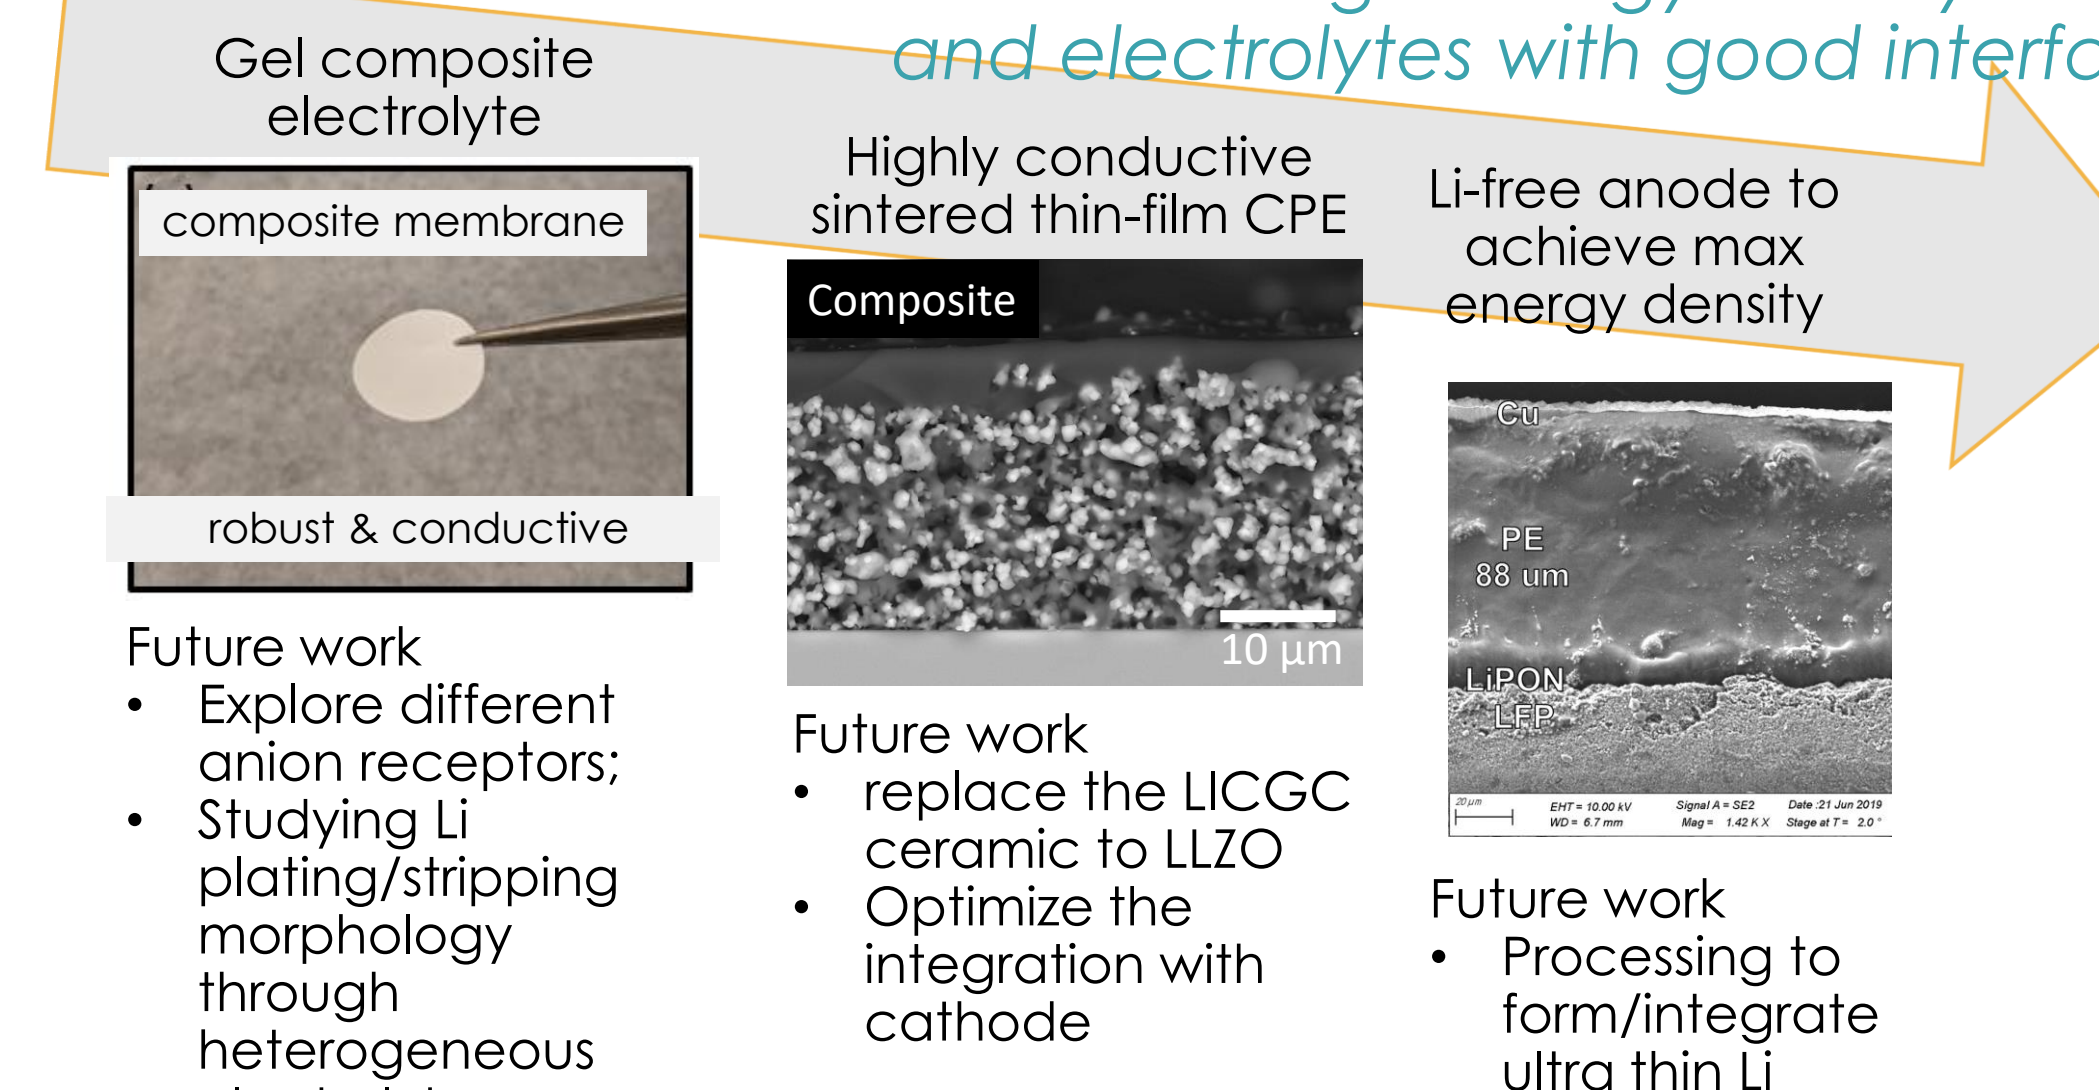 and electrolytes with good
Gel composite
electrolyte
composite membrane
robust & conductive
Future work
• Explore different
anion receptors;
• Studying Li
plating/stripping
morphology
through
heterogeneous
Highly conductive
sintered thin-film CPE
Composite
10 µm
Future work
• replace the LICGC
ceramic to LLZO
• Optimize the
integration with
cathode
Li-free anode to
achieve max
energy density
Cu
PE
88 um
LiPON
LFP
20 µm
EHT = 10.00 kV
WD = 6.7 mm
Signal A = SE2
Mag = 1.42 K X
Date :21 Jun 2019
Stage at T = 2.0 °
Future work
• Processing to
form/integrate
ultra thin Li